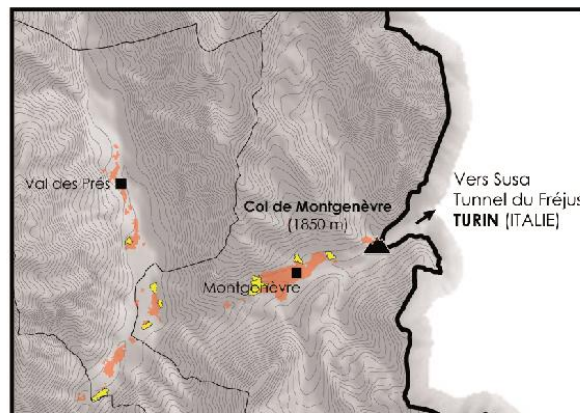 Val des Prés
Col de Montgenèvre
(1850 m)
Montgenèvre
Vers Susa
Tunnel du Fréjus
TURIN (ITALIE)